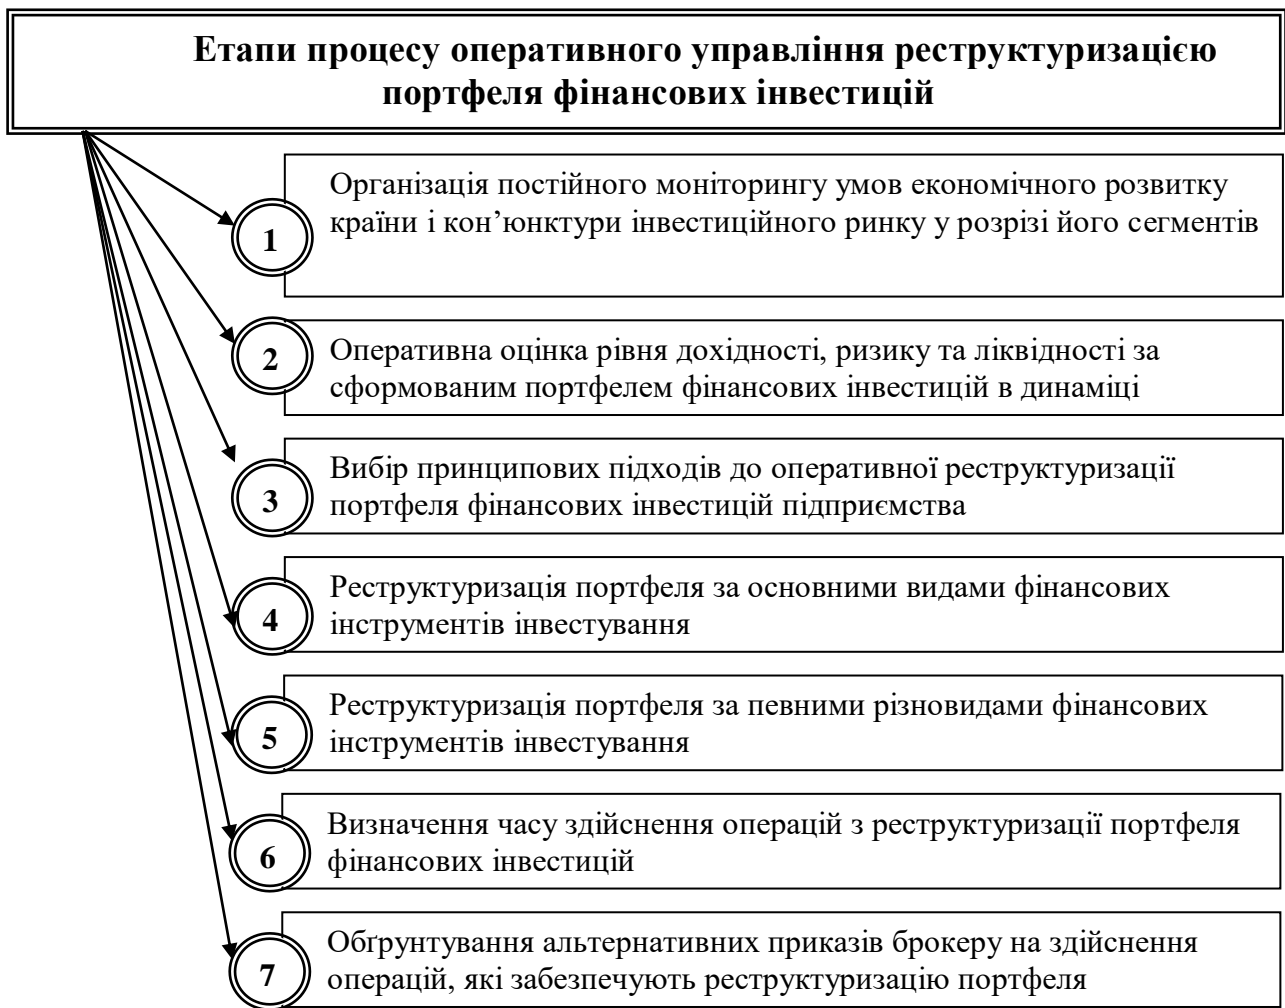 Етапи процесу оперативного управління реструктуризацією
портфеля фінансових інвестицій
1
Організація постійного моніторингу умов економічного розвитку
країни і кон’юнктури інвестиційного ринку у розрізі його сегментів
2
Оперативна оцінка рівня дохідності, ризику та ліквідності за
сформованим портфелем фінансових інвестицій в динаміці
3
Вибір принципових підходів до оперативної реструктуризації
портфеля фінансових інвестицій підприємства
4
Реструктуризація портфеля за основними видами фінансових
інструментів інвестування
5
Реструктуризація портфеля за певними різновидами фінансових
інструментів інвестування
6
Визначення часу здійснення операцій з реструктуризації портфеля
фінансових інвестицій
7
Обґрунтування альтернативних приказів брокеру на здійснення
операцій, які забезпечують реструктуризацію портфеля